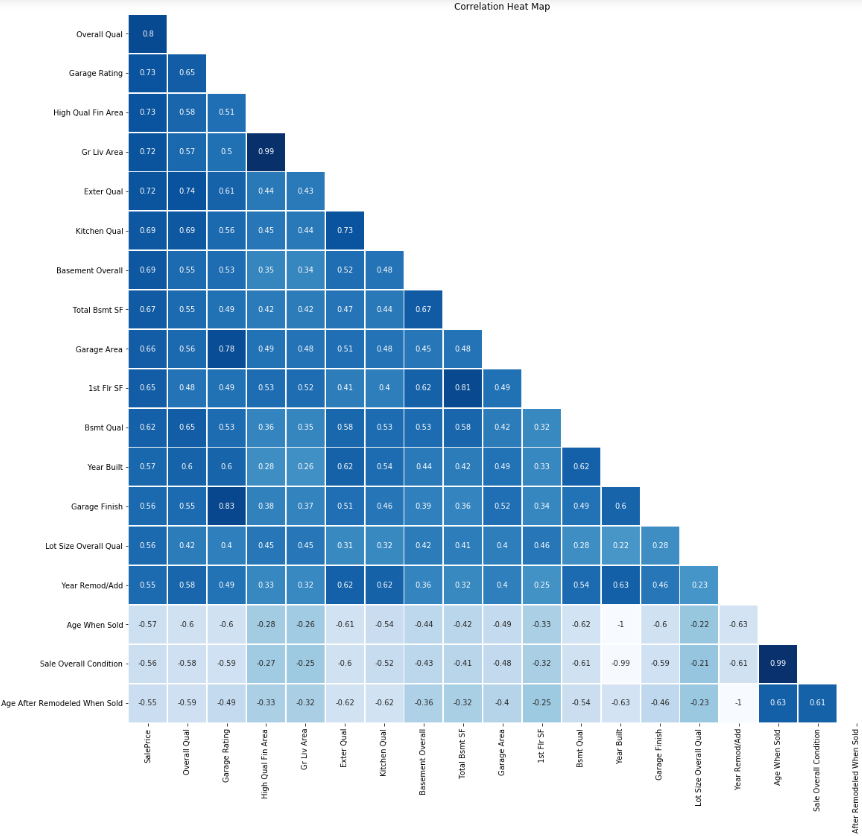 Correlation Heat Map
Overall Qual 0.8
Garage Rating 0.73 0.65
High Qual Fin Area 0.73 0.58 0.51
Gr Liv Area 0.72 0.57 0.5 0.99
Exter Qual 0.72 0.74 0.61 0.44 0.43
Kitchen Qual 0.69 0.69 0.56 0.45 0.44 0.73
Basement Overall 0.69 0.55 0.53 0.35 0.34 0.52 0.48
Total Bsmt SF 0.67 0.55 0.49 0.42 0.42 0.47 0.44 0.67
Garage Area 0.66 0.56 0.78 0.49 0.48 0.51 0.48 0.45 0.48
1st Flr SF 0.65 0.48 0.49 0.53 0.52 0.41 0.4 0.62 0.81 0.49
Bsmt Qual 0.62 0.65 0.53 0.36 0.35 0.58 0.53 0.53 0.58 0.42 0.32
Year Built 0.57 0.6 0.6 0.28 0.26 0.62 0.54 0.44 0.42 0.49 0.33 0.62
Garage Finish 0.56 0.55 0.83 0.38 0.37 0.51 0.46 0.39 0.36 0.52 0.34 0.49 0.6
Lot Size Overall Qual 0.56 0.42 0.4 0.45 0.45 0.31 0.32 0.42 0.41 0.4 0.46 0.28 0.22 0.28
Year Remod/Add 0.55 0.58 0.49 0.33 0.32 0.62 0.62 0.36 0.32 0.4 0.25 0.54 0.63 0.46 0.23
Age When Sold -0.57 -0.6 -0.6 -0.28 -0.26 -0.61 -0.54 -0.44 -0.42 -0.49 -0.33 -0.62 -1 -0.6 -0.22 -0.63
Sale Overall Condition -0.56 -0.58 -0.59 -0.27 -0.25 -0.6 -0.52 -0.43 -0.41 -0.48 -0.32 -0.61 -0.99 -0.59 -0.21 -0.61 0.99
Age After Remodeled When Sold -0.55 -0.59 -0.49 -0.33 -0.32 -0.62 -0.62 -0.36 -0.32 -0.4 -0.25 -0.54 -0.63 -0.46 -0.23 -1 0.63 0.61
SalePrice
Overall Qual
Garage Rating
High Qual Fin Area
Gr Liv Area
Exter Qual
Kitchen Qual
Basement Overall
Total Bsmt SF
Garage Area
1st Flr SF
Bsmt Qual
Year Built
Garage Finish
Lot Size Overall Qual
Year Remod/Add
Age When Sold
Sale Overall Condition
After Remodeled When Sold